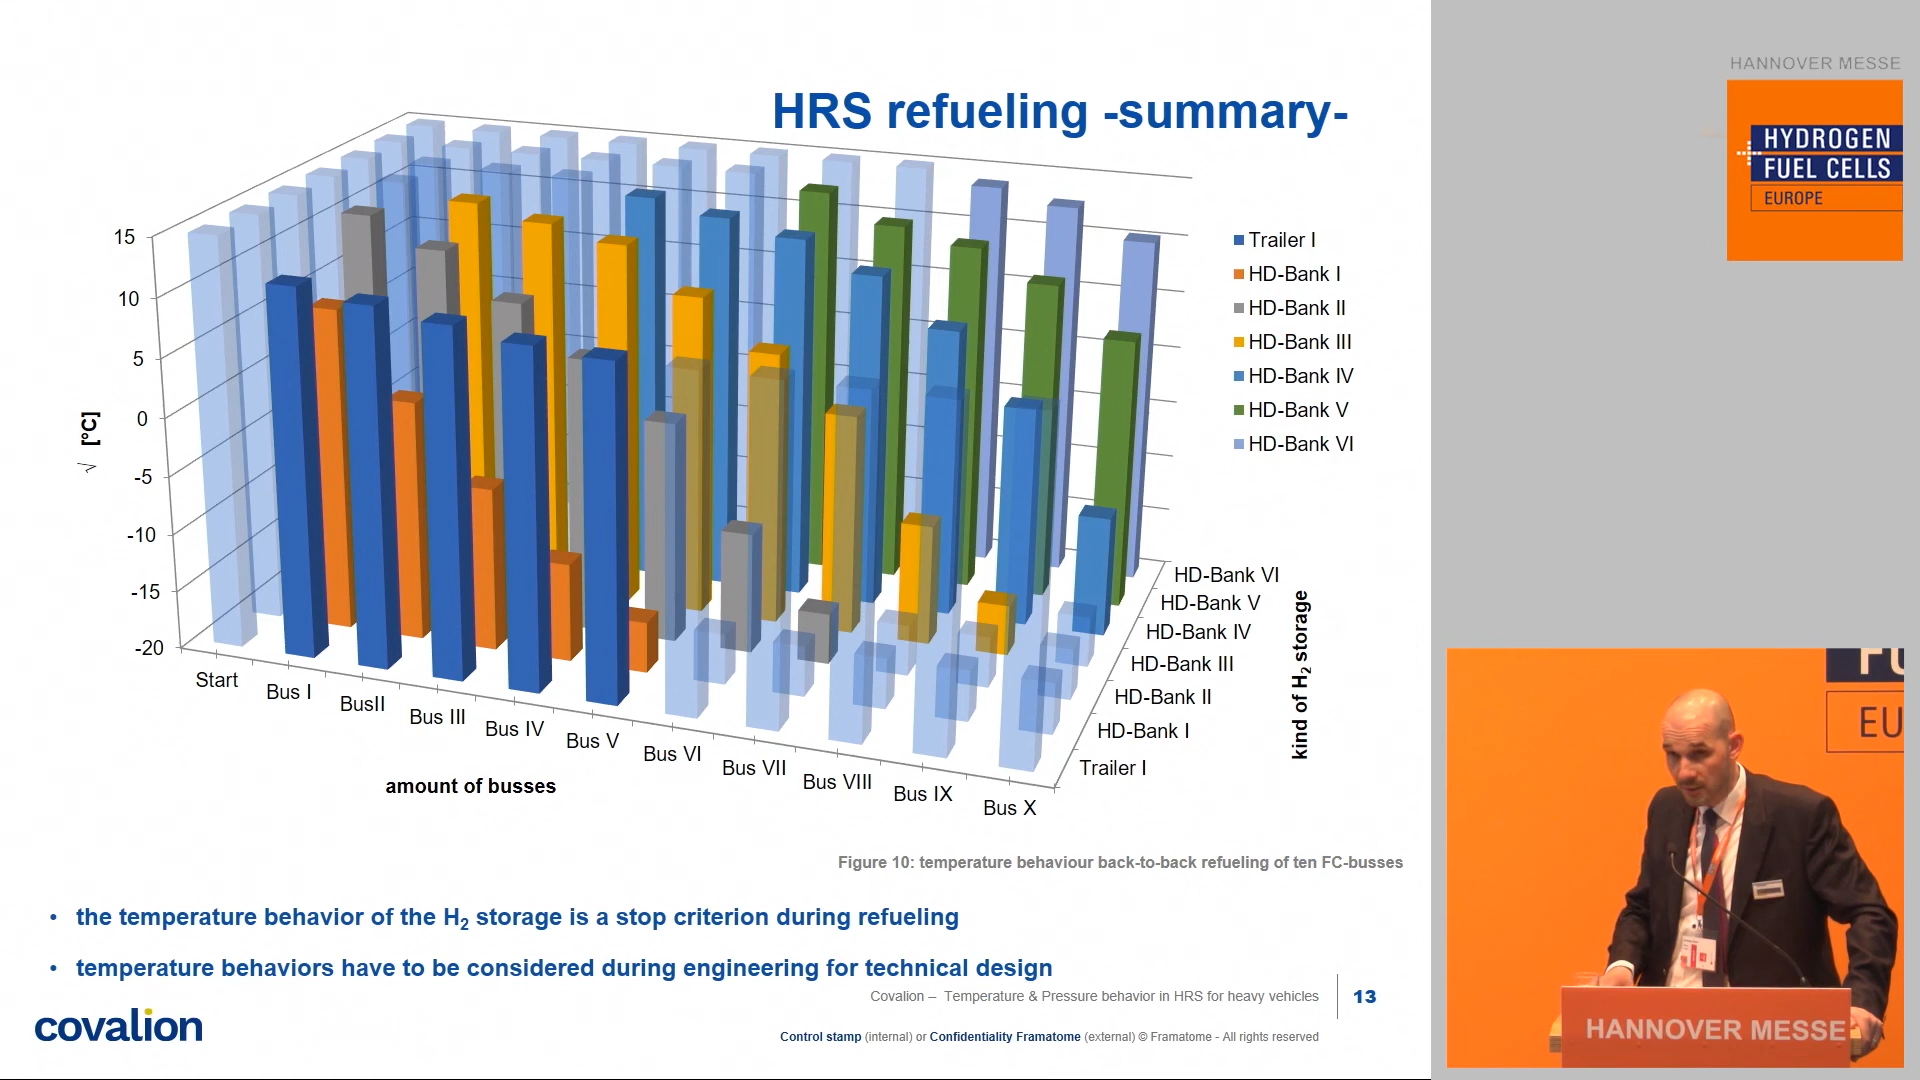 HRS refueling -summary-
15
10
5
0
-5
-10
-15
-20
[°C]
Start
Bus I
BusII
Bus III
Bus IV
Bus V
Bus VI
Bus VII
Bus VIII
Bus IX
Bus X
amount of busses
Trailer I
HD-Bank I
HD-Bank II
HD-Bank III
HD-Bank IV
HD-Bank V
HD-Bank VI
HD-Bank VI
HD-Bank V
HD-Bank IV
HD-Bank III
HD-Bank II
HD-Bank I
Trailer I
kind of H₂ storage
Figure 10: temperature behaviour back-to-back refueling of ten FC-busses
• the temperature behavior of the H₂ storage is a stop criterion during refueling
• temperature behaviors have to be considered during engineering for technical design
Covalion – Temperature & Pressure behavior in HRS for heavy vehicles
13
covalion
Control stamp (internal) or Confidentiality Framatome (external) © Framatome - All rights reserved
HANNOVER MESSE
HYDROGEN
FUEL CELLS
EUROPE
FU
EU
HANNOVER MESSE